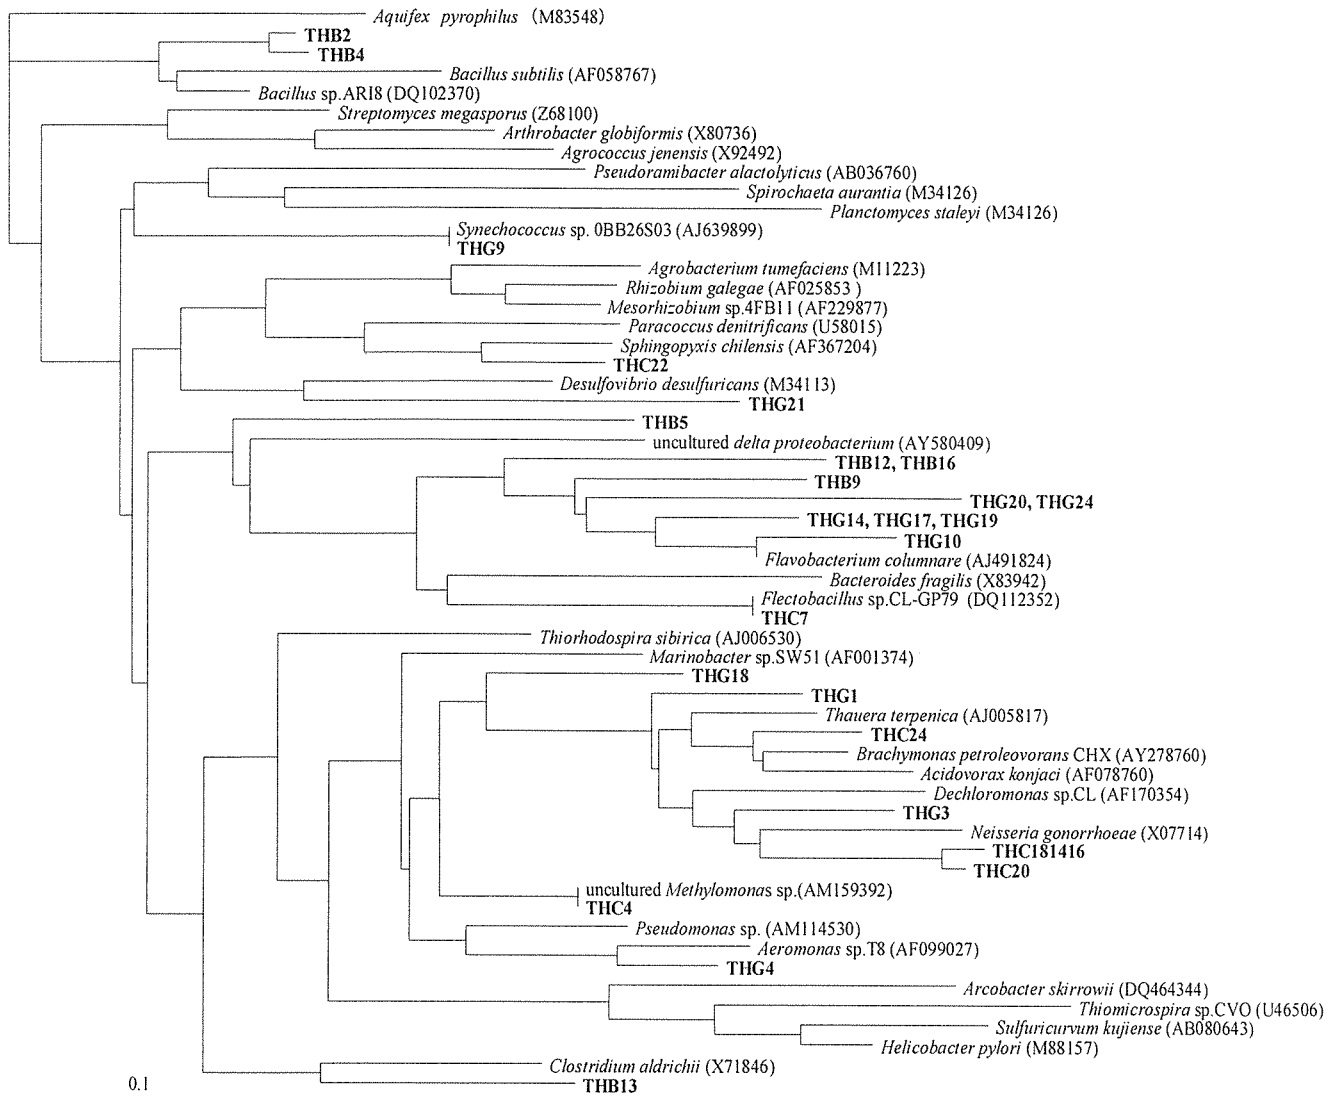 Aquifex pyrophilus (M83548)
THB2
THB4
Bacillus subtilis (AF058767)
Bacillus sp.ARI8 (DQ102370)
Streptomyces megasporus (Z68100)
Arthrobacter globiformis (X80736)
Agrococcus jenensis (X92492)
Pseudoramibacter alactolyticus (AB036760)
Spirochaeta aurantia (M34126)
Planctomyces staleyi (M34126)
Synechococcus sp. 0BB26S03 (AJ639899)
THG9
Agrobacterium tumefaciens (M11223)
Rhizobium galegae (AF025853 )
Mesorhizobium sp.4FB11 (AF229877)
Paracoccus denitrificans (U58015)
Sphingopyxis chilensis (AF367204)
THC22
Desulfovibrio desulfuricans (M34113)
THG21
THB5
uncultured delta proteobacterium (AY580409)
THB12, THB16
THB9
THG20, THG24
THG14, THG17, THG19
THG10
Flavobacterium columnare (AJ491824)
Bacteroides fragilis (X83942)
Flectobacillus sp.CL-GP79 (DQ112352)
THC7
Thiorhodospira sibirica (AJ006530)
Marinobacter sp.SW51 (AF001374)
THG18
THG1
Thauera terpenica (AJ005817)
THC24
Brachymonas petroleovorans CHX (AY278760)
Acidovorax konjaci (AF078760)
Dechloromonas sp.CL (AF170354)
THG3
Neisseria gonorrhoeae (X07714)
THC181416
THC20
uncultured Methylomonas sp.(AM159392)
THC4
Pseudomonas sp. (AM114530)
Aeromonas sp.T8 (AF099027)
THG4
Arcobacter skirrowii (DQ464344)
Thiomicrospira sp.CVO (U46506)
Sulfuricurvum kujiense (AB080643)
Helicobacter pylori (M88157)
Clostridium aldrichii (X71846)
0.1
THB13